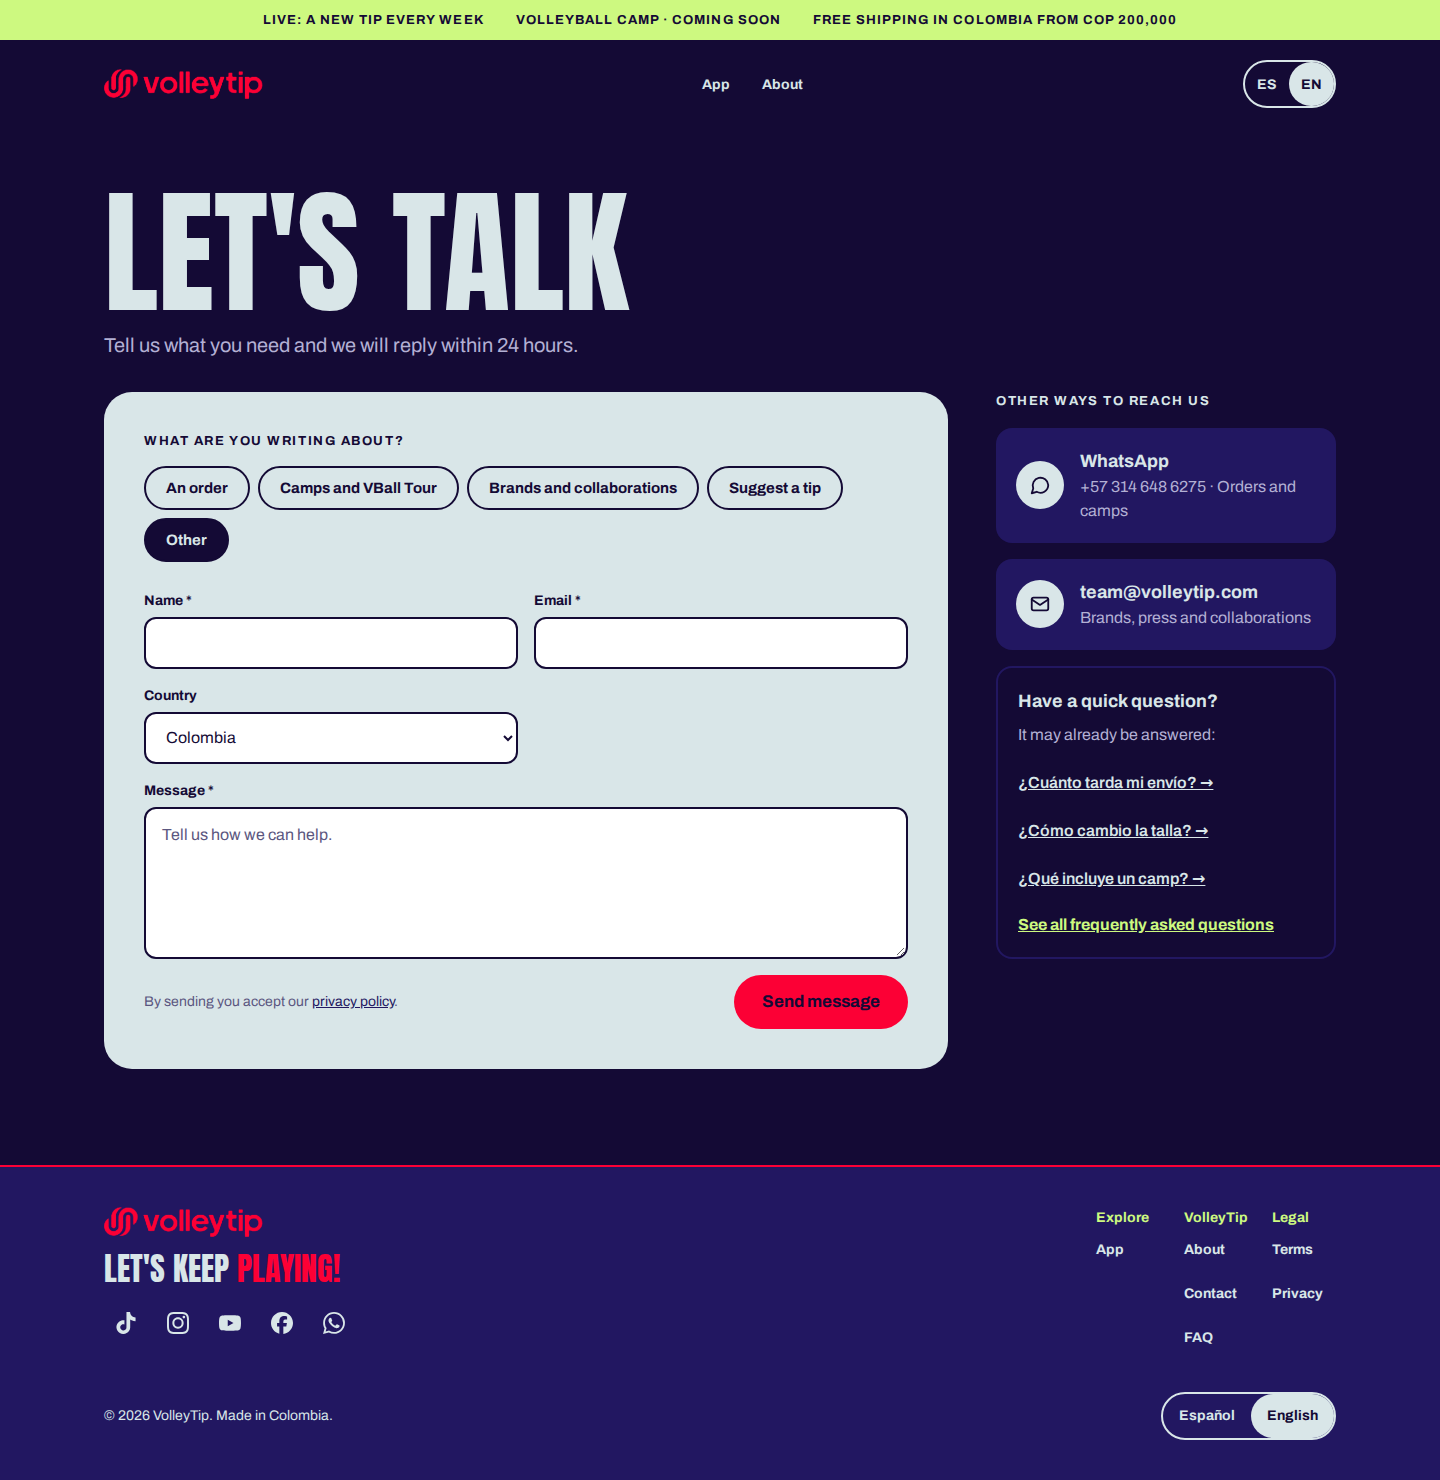 LIVE: A NEW TIP EVERY WEEK VOLLEYBALL CAMP · COMING SOON FREE SHIPPING IN COLOMBIA FROM COP 200,000
volleytip App About ES EN
LET'S TALK
Tell us what you need and we will reply within 24 hours.
WHAT ARE YOU WRITING ABOUT?
An order Camps and VBall Tour Brands and collaborations Suggest a tip
Other
Name * Email *
Country
Colombia
Message *
Tell us how we can help.
By sending you accept our privacy policy.
Send message
OTHER WAYS TO REACH US
WhatsApp
+57 314 648 6275 · Orders and
camps
team@volleytip.com
Brands, press and collaborations
Have a quick question?
It may already be answered:
¿Cuánto tarda mi envío? →
¿Cómo cambio la talla? →
¿Qué incluye un camp? →
See all frequently asked questions
volleytip
LET'S KEEP PLAYING!
Explore VolleyTip Legal
App About Terms
Contact Privacy
FAQ
© 2026 VolleyTip. Made in Colombia.
Español English